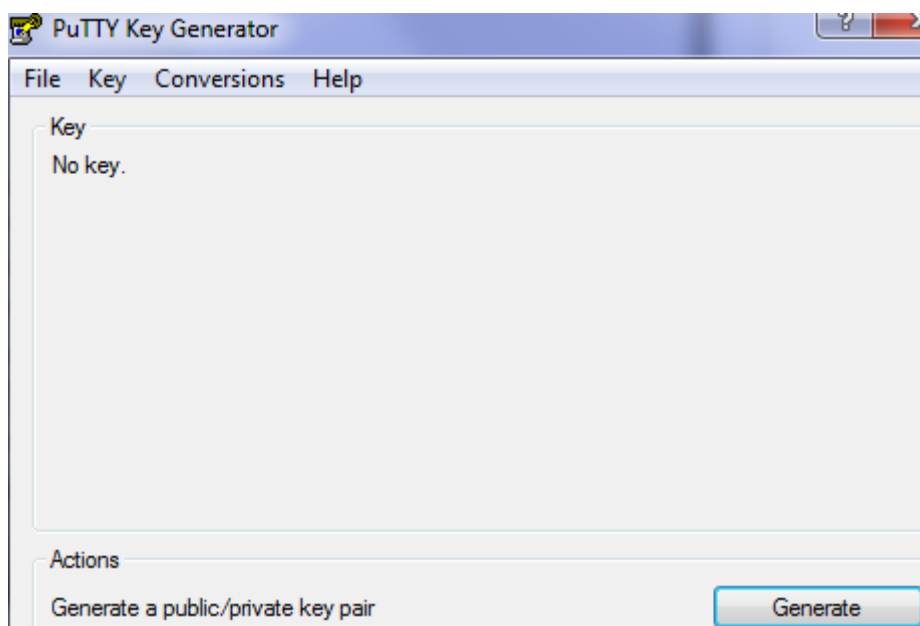 PuTTY Key Generator
?
File Key Conversions Help
Key
No key.
Actions
Generate a public/private key pair Generate